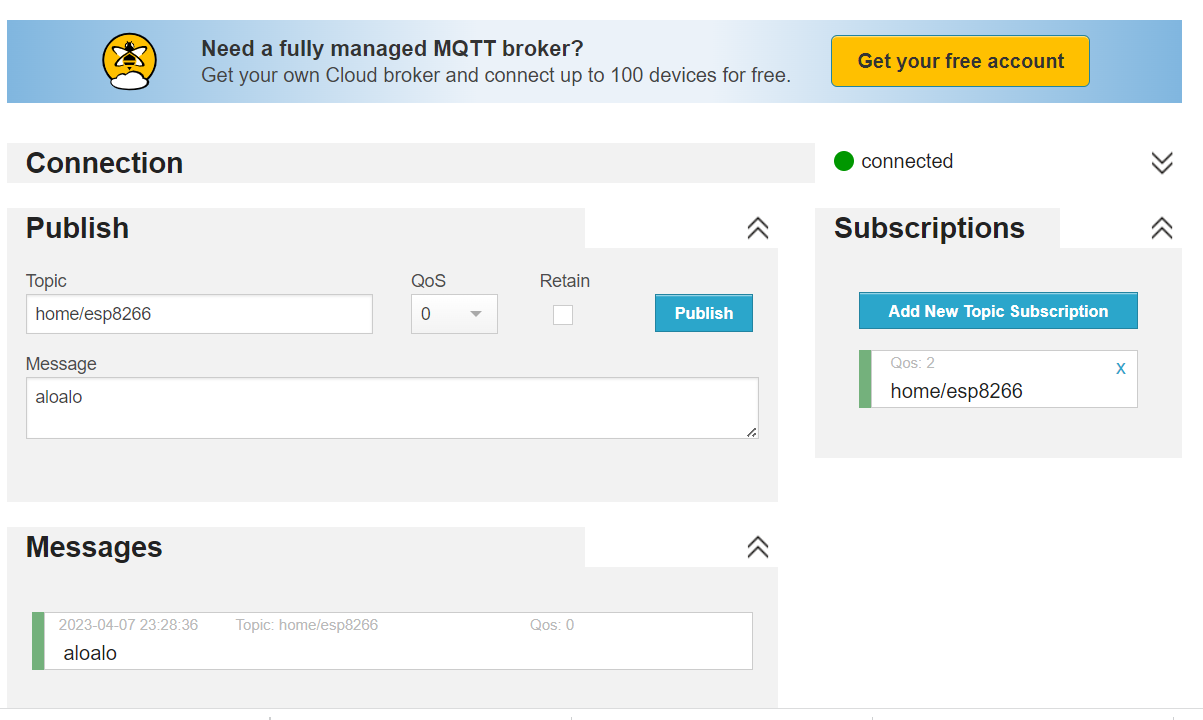 Need a fully managed MQTT broker?
Get your own Cloud broker and connect up to 100 devices for free.
Get your free account
Connection
connected
Publish
Topic
QoS
Retain
home/esp8266
0
Publish
Message
aloalo
Subscriptions
Add New Topic Subscription
Qos: 2
x
home/esp8266
Messages
2023-04-07 23:28:36 Topic: home/esp8266 Qos: 0
aloalo